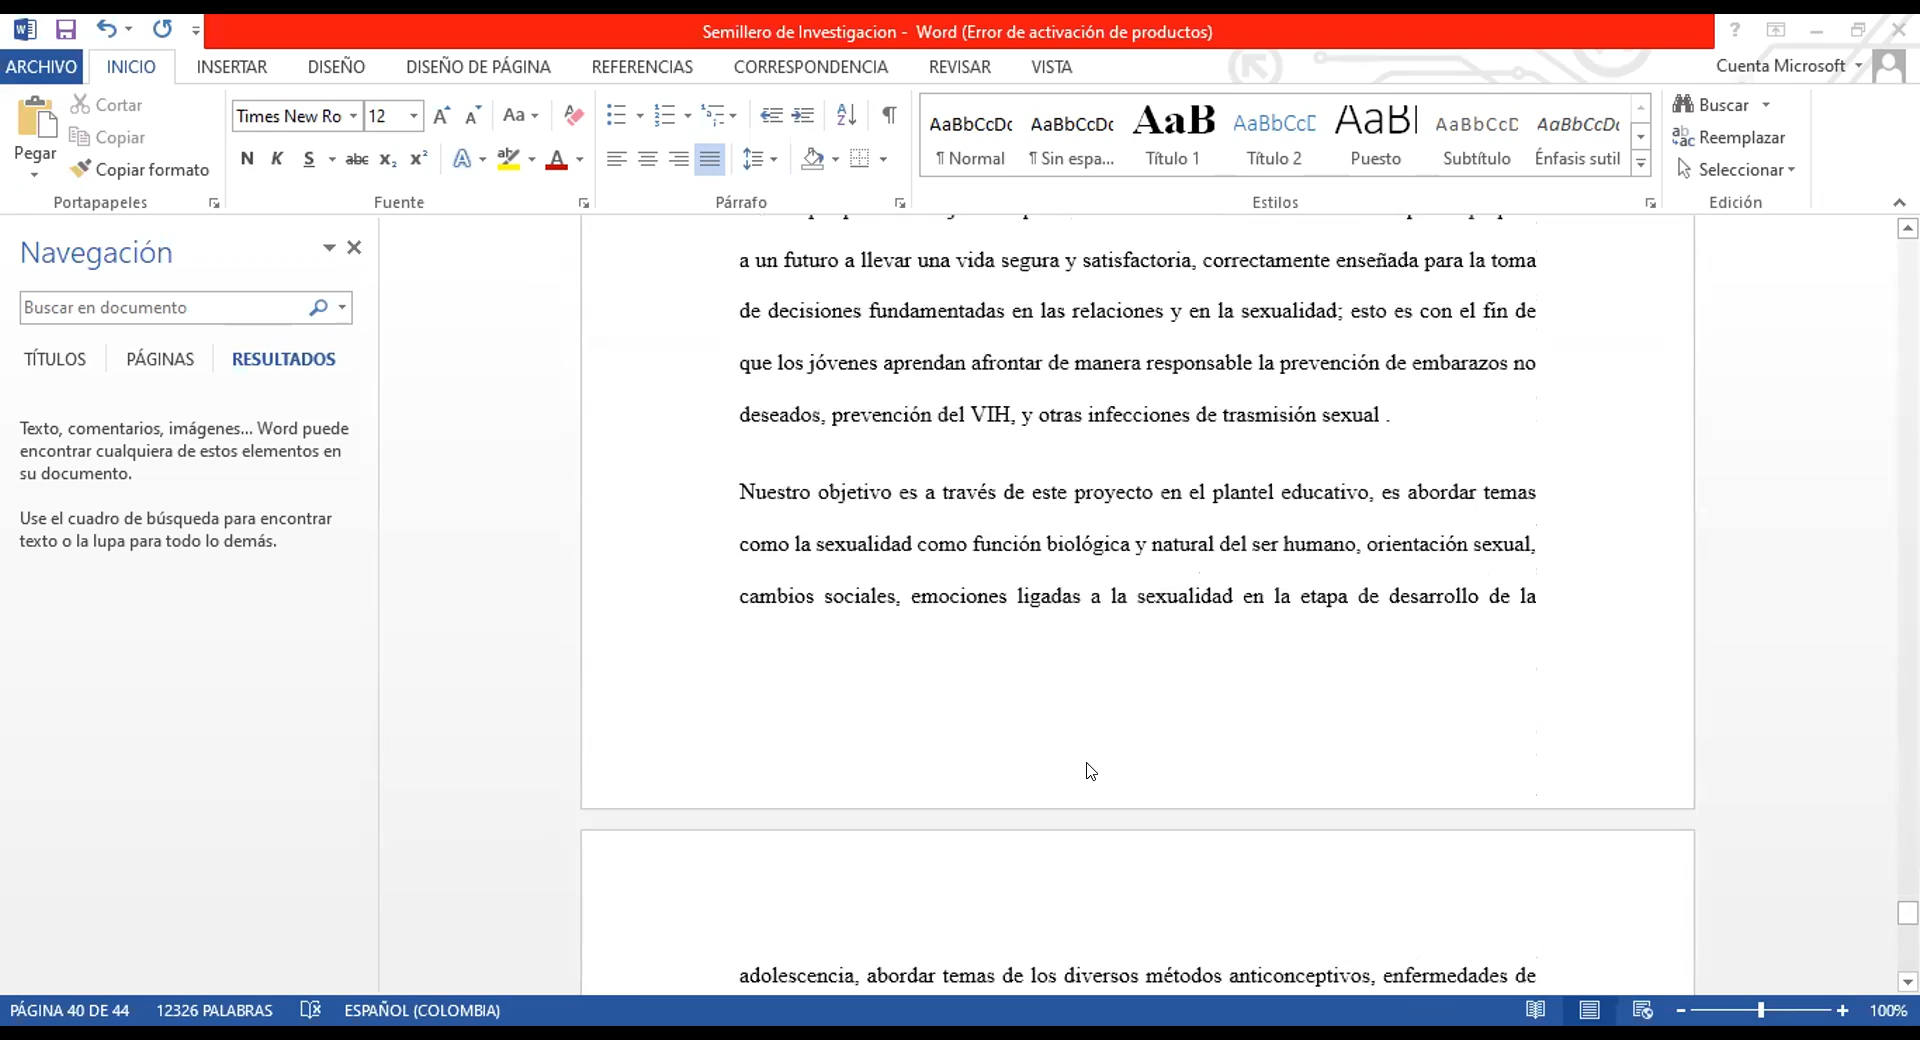 Semillero de Investigacion - Word (Error de activación de productos)
?
ARCHIVO INICIO INSERTAR DISEÑO DISEÑO DE PÁGINA REFERENCIAS CORRESPONDENCIA REVISAR VISTA Cuenta Microsoft
Pegar
Cortar
Copiar
Copiar formato
Portapapeles
Times New Ro 12 Aa
N K S abc x₂ x² A ab A
Fuente
Párrafo
AaBbCcDc AaBbCcDc AaB AaBbCcD AaBl AaBbCcD AaBbCcDc
¶ Normal ¶ Sin espa... Título 1 Título 2 Puesto Subtítulo Énfasis sutil
Estilos
Buscar
Reemplazar
Seleccionar
Edición
Navegación
Buscar en documento
TÍTULOS PÁGINAS RESULTADOS
Texto, comentarios, imágenes... Word puede
encontrar cualquiera de estos elementos en
su documento.
Use el cuadro de búsqueda para encontrar
texto o la lupa para todo lo demás.
a un futuro a llevar una vida segura y satisfactoria, correctamente enseñada para la toma
de decisiones fundamentadas en las relaciones y en la sexualidad; esto es con el fín de
que los jóvenes aprendan afrontar de manera responsable la prevención de embarazos no
deseados, prevención del VIH, y otras infecciones de trasmisión sexual .
Nuestro objetivo es a través de este proyecto en el plantel educativo, es abordar temas
como la sexualidad como función biológica y natural del ser humano, orientación sexual,
cambios sociales, emociones ligadas a la sexualidad en la etapa de desarrollo de la
adolescencia, abordar temas de los diversos métodos anticonceptivos, enfermedades de
PÁGINA 40 DE 44 12326 PALABRAS ESPAÑOL (COLOMBIA) 100%